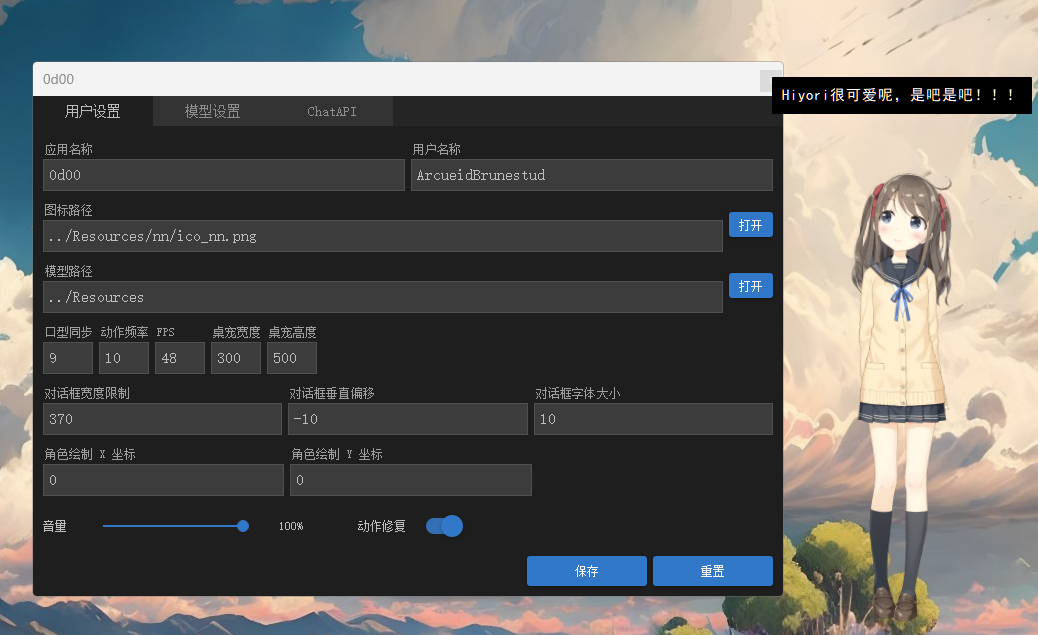 0d00
Hiyori很可爱呢，是吧是吧！！！
用户设置 模型设置 ChatAPI
应用名称 用户名称
0d00 ArcueidBrunestud
图标路径
../Resources/nn/ico_nn.png 打开
模型路径
../Resources 打开
口型同步 动作频率 FPS 桌宠宽度 桌宠高度
9 10 48 300 500
对话框宽度限制 对话框垂直偏移 对话框字体大小
370 -10 10
角色绘制 X 坐标 角色绘制 Y 坐标
0 0
音量 100% 动作修复
保存 重置